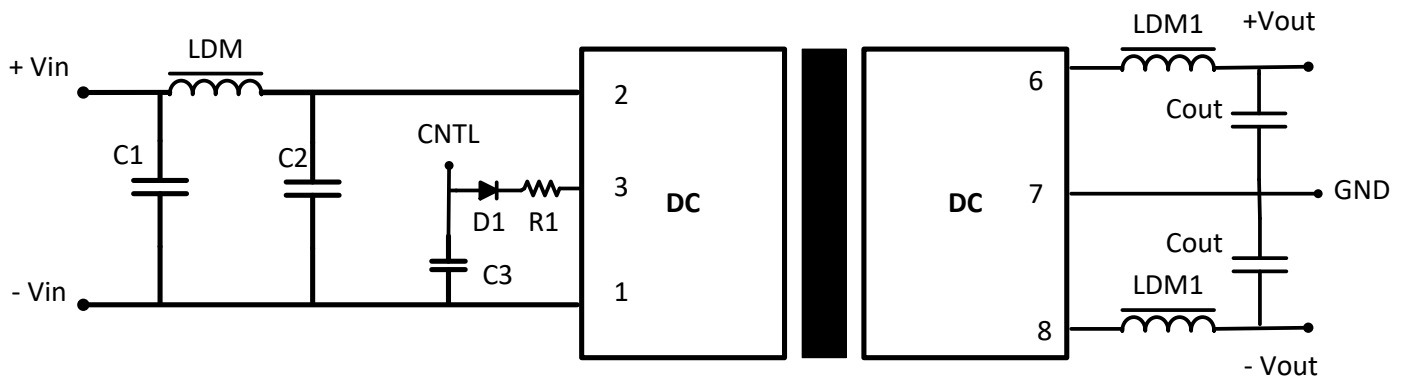 LDM
+ Vin
C1
C2
- Vin
CNTL
D1
R1
C3
2
3
1
DC
DC
6
7
8
LDM1
+Vout
Cout
GND
Cout
LDM1
- Vout